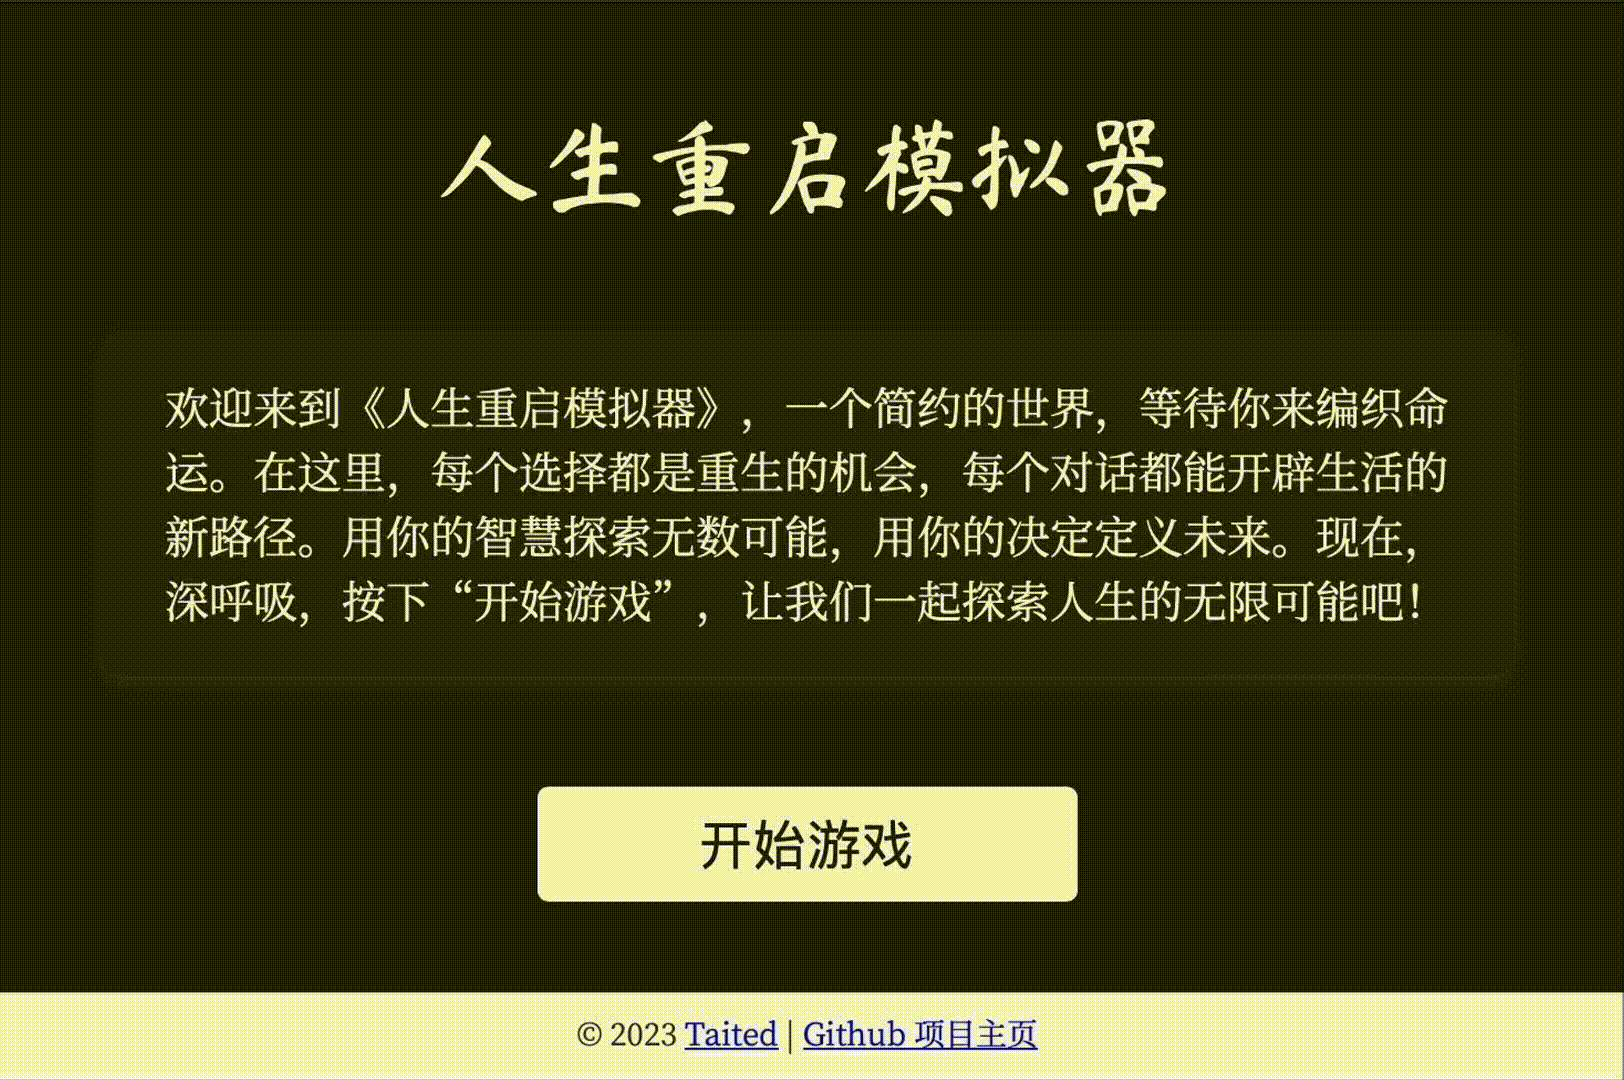 人生重启模拟器
欢迎来到《人生重启模拟器》，一个简约的世界，等待你来编织命
运。在这里，每个选择都是重生的机会，每个对话都能开辟生活的
新路径。用你的智慧探索无数可能，用你的决定定义未来。现在，
深呼吸，按下“开始游戏”，让我们一起探索人生的无限可能吧！
开始游戏
© 2023 Taited | Github 项目主页